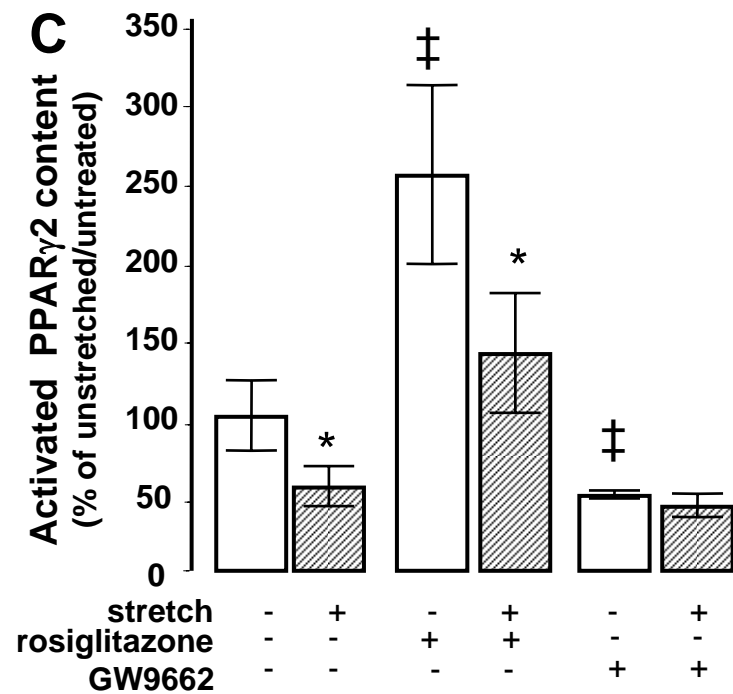 C
Activated PPARγ2 content
(% of unstretched/untreated)
350
300
250
200
150
100
50
0
‡
*
*
‡
stretch - + - + - +
rosiglitazone - - + + - -
GW9662 - - - - + +